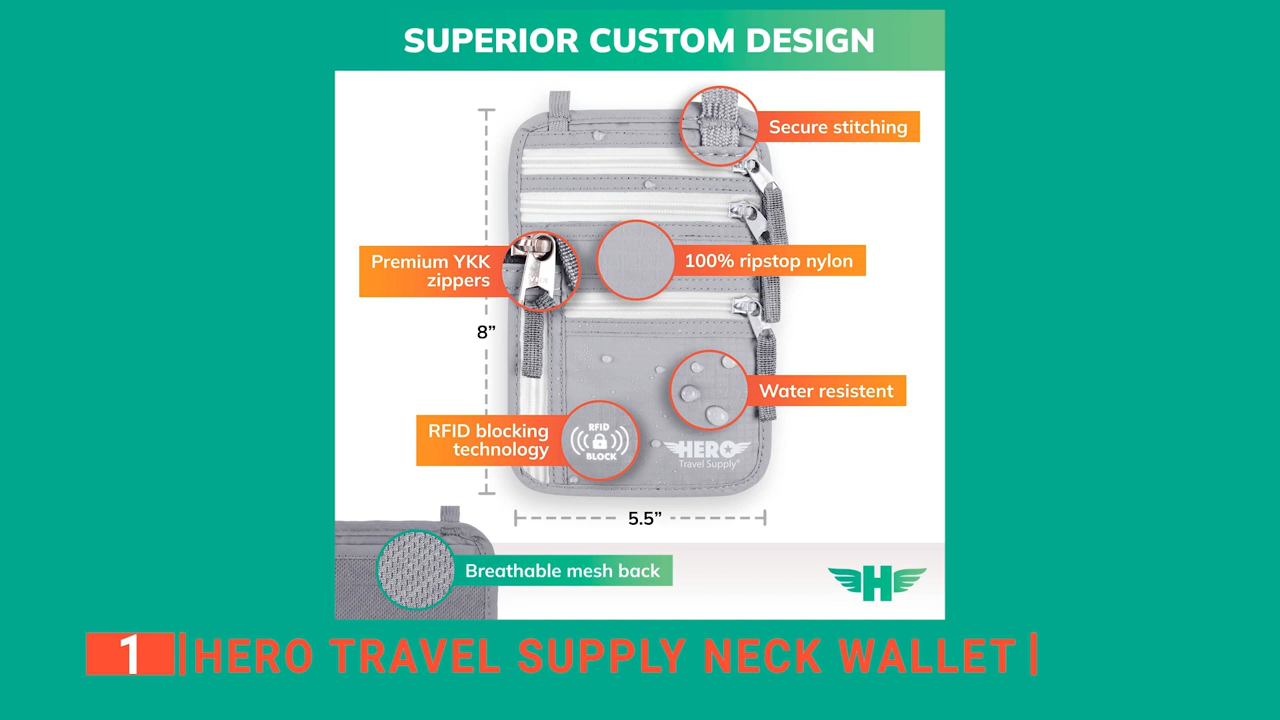 SUPERIOR CUSTOM DESIGN
Secure stitching
Premium YKK
zippers
100% ripstop nylon
8”
Water resistent
RFID blocking
technology
RFID
BLOCK
HERO
Travel Supply®
5.5”
Breathable mesh back
H
1 HERO TRAVEL SUPPLY NECK WALLET